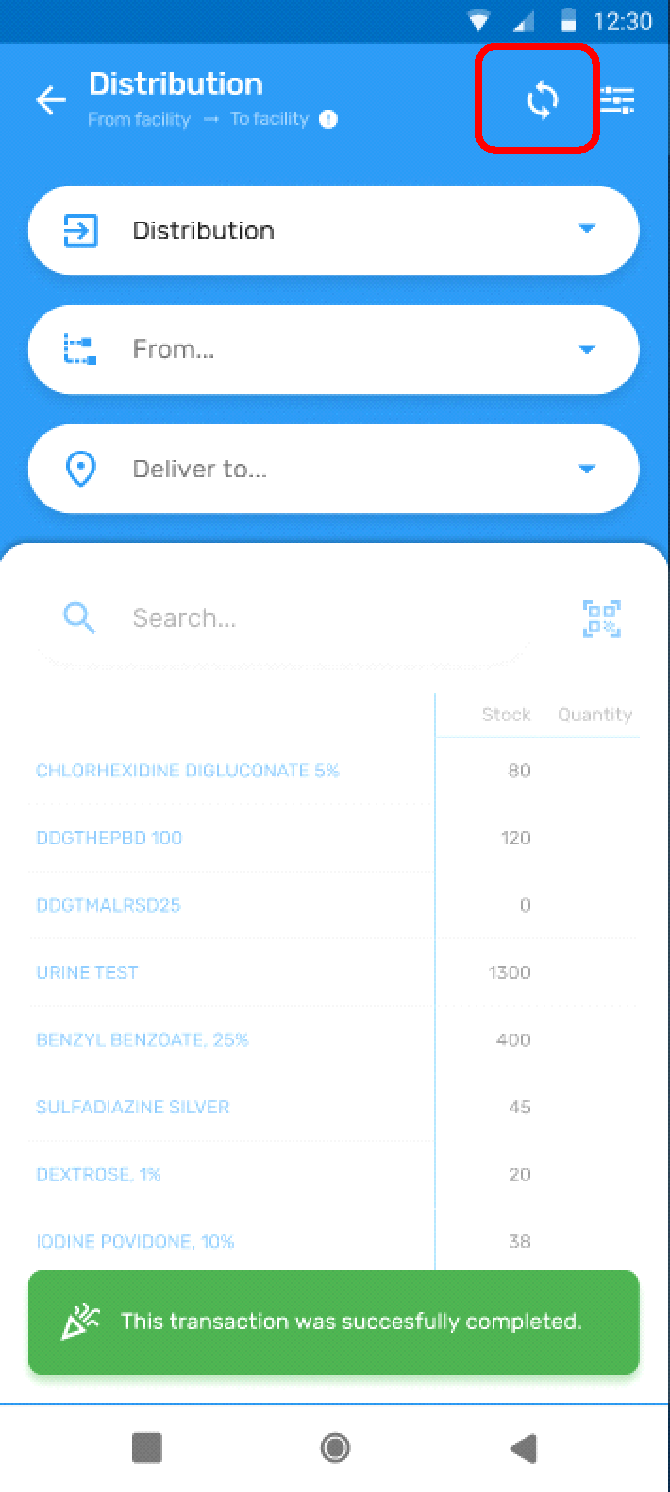 12:30
Distribution
From facility → To facility
Distribution
From...
Deliver to...
Search...
Stock Quantity
CHLORHEXIDINE DIGLUCONATE 5% 80
DDGTHEPBD 100 120
DDGTMALRSD25 0
URINE TEST 1300
BENZYL BENZOATE, 25% 400
SULFADIAZINE SILVER 45
DEXTROSE, 1% 20
IODINE POVIDONE, 10% 38
This transaction was succesfully completed.